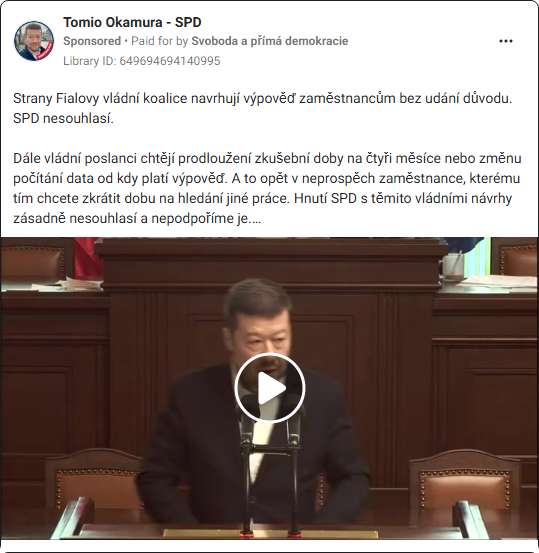 Tomio Okamura - SPD
Sponsored • Paid for by Svoboda a přímá demokracie
Library ID: 649694694140995
Strany Fialovy vládní koalice navrhují výpověď zaměstnancům bez udání důvodu.
SPD nesouhlasí.
Dále vládní poslanci chtějí prodloužení zkušební doby na čtyři měsíce nebo změnu
počítání data od kdy platí výpověď. A to opět v neprospěch zaměstnance, kterému
tím chcete zkrátit dobu na hledání jiné práce. Hnutí SPD s těmito vládními návrhy
zásadně nesouhlasí a nepodpoříme je....